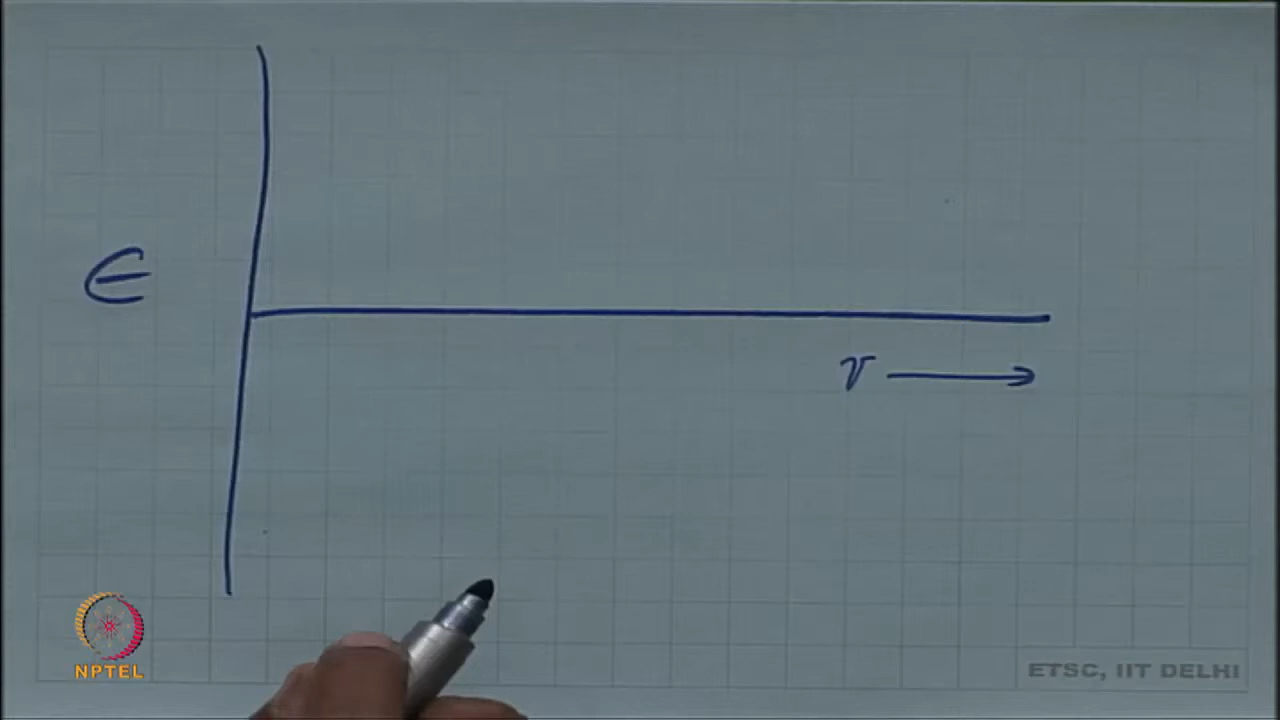 ∈
r →
NPTEL
ETSC, IIT DELHI